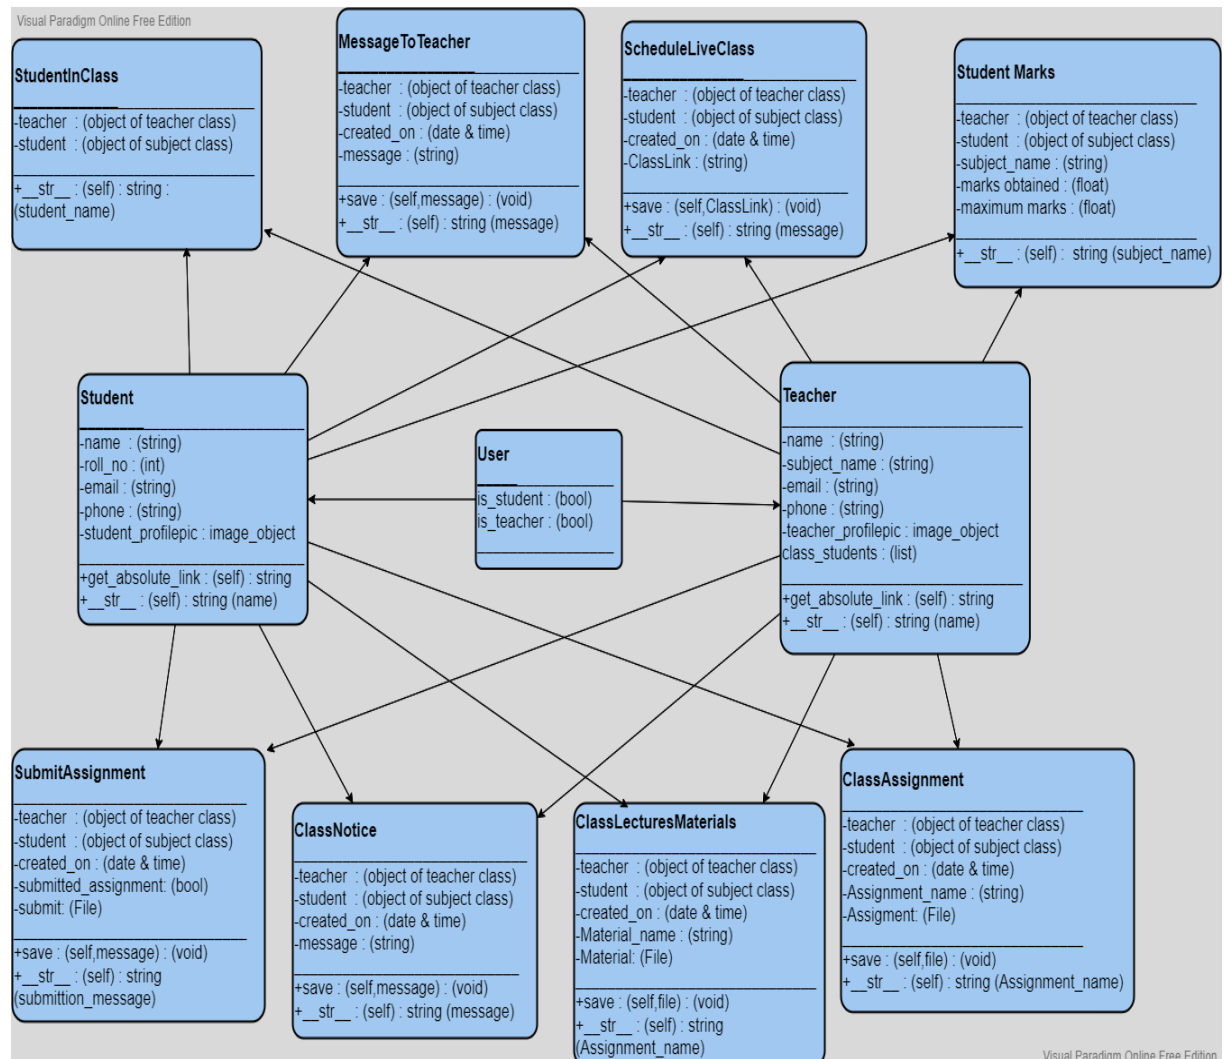 Visual Paradigm Online Free Edition
StudentInClass
-teacher : (object of teacher class)
-student : (object of subject class)
+__str__ : (self) : string :
(student_name)
MessageToTeacher
-teacher : (object of teacher class)
-student : (object of subject class)
-created_on : (date & time)
-message : (string)
+save : (self,message) : (void)
+__str__ : (self) : string (message)
ScheduleLiveClass
-teacher : (object of teacher class)
-student : (object of subject class)
-created_on : (date & time)
-ClassLink : (string)
+save : (self,ClassLink) : (void)
+__str__ : (self) : string (message)
Student Marks
-teacher : (object of teacher class)
-student : (object of subject class)
-subject_name : (string)
-marks obtained : (float)
-maximum marks : (float)
+__str__ : (self) : string (subject_name)
Student
-name : (string)
-roll_no : (int)
-email : (string)
-phone : (string)
-student_profilepic : image_object
+get_absolute_link : (self) : string
+__str__ : (self) : string (name)
User
is_student : (bool)
is_teacher : (bool)
Teacher
-name : (string)
-subject_name : (string)
-email : (string)
-phone : (string)
-teacher_profilepic : image_object
class_students : (list)
+get_absolute_link : (self) : string
+__str__ : (self) : string (name)
SubmitAssignment
-teacher : (object of teacher class)
-student : (object of subject class)
-created_on : (date & time)
-submitted_assignment: (bool)
-submit: (File)
+save : (self,message) : (void)
+__str__ : (self) : string
(submittion_message)
ClassNotice
-teacher : (object of teacher class)
-student : (object of subject class)
-created_on : (date & time)
-message : (string)
+save : (self,message) : (void)
+__str__ : (self) : string (message)
ClassLecturesMaterials
-teacher : (object of teacher class)
-student : (object of subject class)
-created_on : (date & time)
-Material_name : (string)
-Material: (File)
+save : (self,file) : (void)
+__str__ : (self) : string
(Assignment_name)
ClassAssignment
-teacher : (object of teacher class)
-student : (object of subject class)
-created_on : (date & time)
-Assignment_name : (string)
-Assigment: (File)
+save : (self,file) : (void)
+__str__ : (self) : string (Assignment_name)
Visual Paradigm Online Free Edition